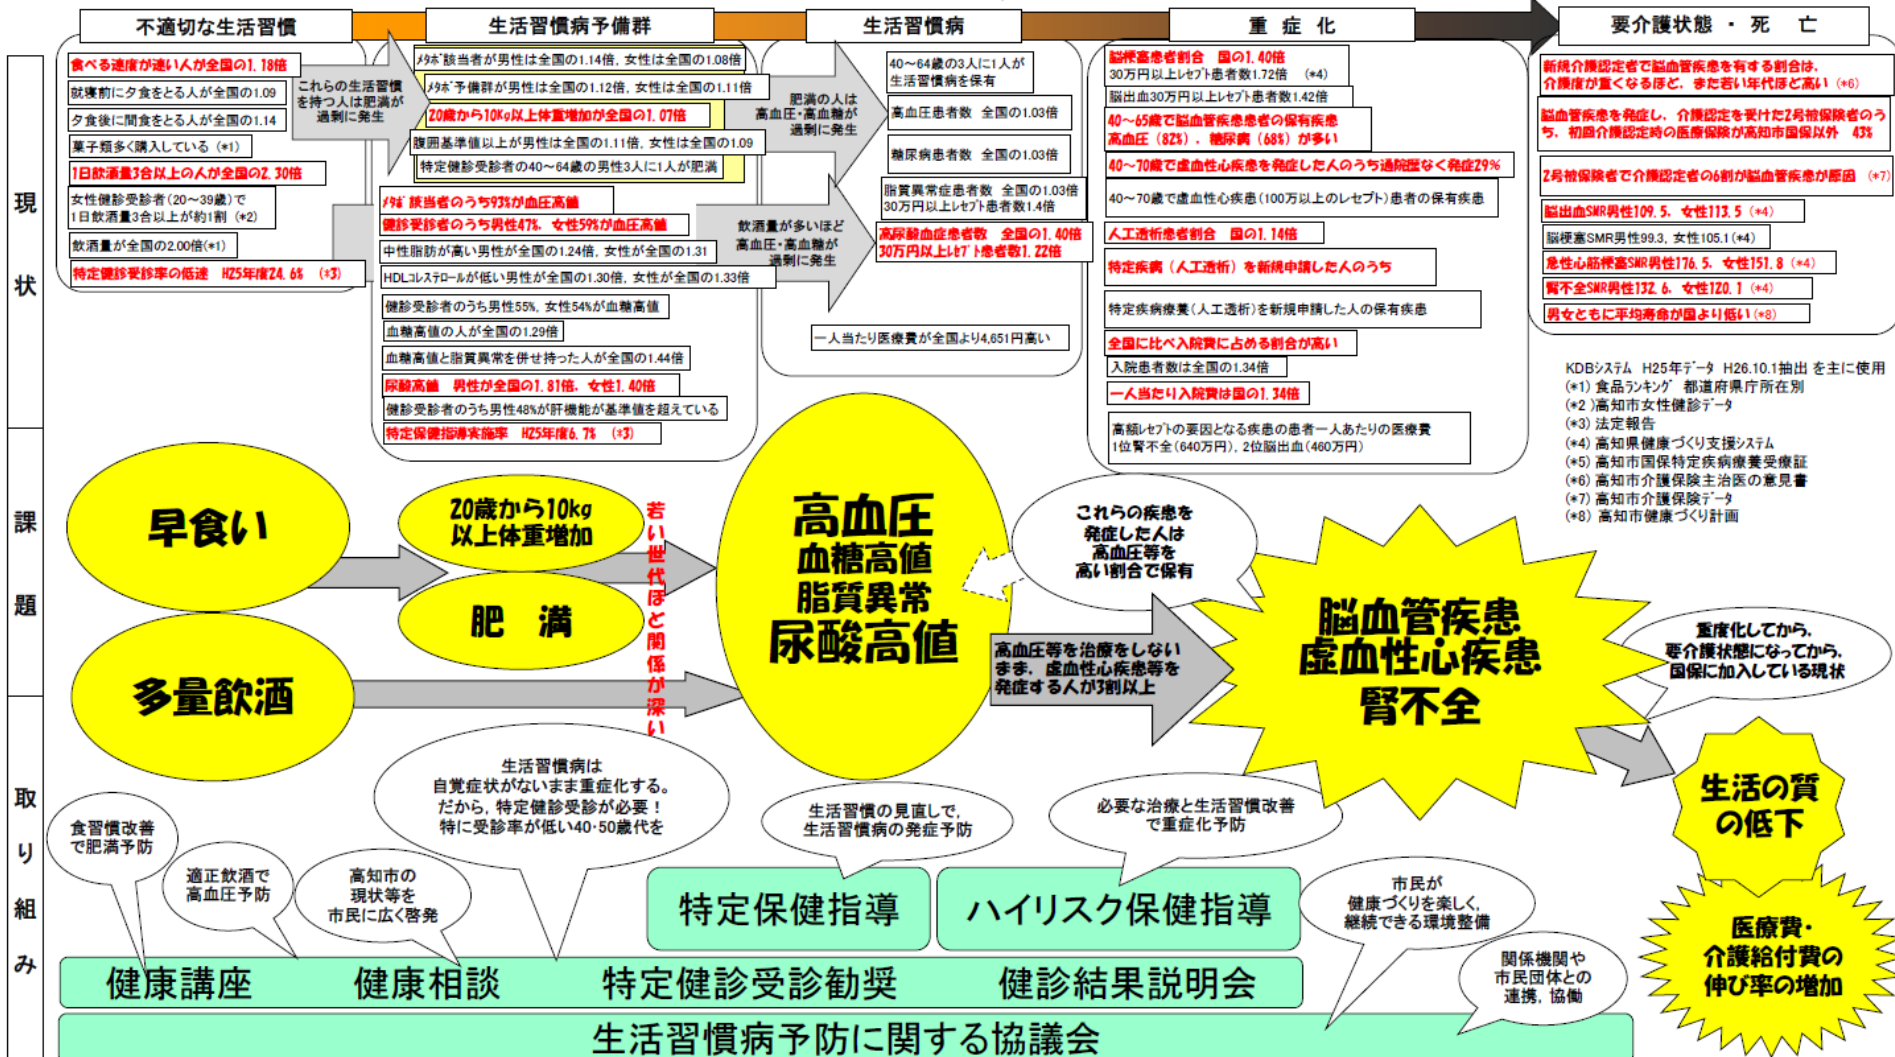 不適切な生活習慣
生活習慣病予備群
生活習慣病
重 症 化
要介護状態 ・ 死 亡
現状
食べる速度が速い人が全国の1.18倍
就寝前に夕食をとる人が全国の1.09
夕食後に間食をとる人が全国の1.14
菓子類多く購入している (*1)
1日飲酒量3合以上の人が全国の2.30倍
女性健診受診者(20～39歳)で
1日飲酒量3合以上が約1割 (*2)
飲酒量が全国の2.00倍(*1)
特定健診受診率の低迷 H25年度24.6% (*3)
これらの生活習慣
を持つ人は肥満が
過剰に発生
ﾒﾀﾎﾞ該当者が男性は全国の1.14倍, 女性は全国の1.08倍
ﾒﾀﾎﾞ予備群が男性は全国の1.12倍, 女性は全国の1.11倍
20歳から10Kg以上体重増加が全国の1.07倍
腹囲基準値以上が男性は全国の1.11倍, 女性は全国の1.09
特定健診受診者の40～64歳の男性3人に1人が肥満
ﾒﾀﾎﾞ該当者のうち93%が血圧高値
健診受診者のうち男性47%, 女性59%が血圧高値
中性脂肪が高い男性が全国の1.24倍, 女性が全国の1.31
HDLｺﾚｽﾃﾛｰﾙが低い男性が全国の1.30倍, 女性が全国の1.33倍
健診受診者のうち男性55%, 女性54%が血糖高値
血糖高値の人が全国の1.29倍
血糖高値と脂質異常を併せ持った人が全国の1.44倍
尿酸高値 男性が全国の1.81倍, 女性1.40倍
健診受診者のうち男性48%が肝機能が基準値を超えている
特定保健指導実施率 H25年度6.7% (*3)
肥満の人は
高血圧・高血糖が
過剰に発生
飲酒量が多いほど
高血圧・高血糖が
過剰に発生
40～64歳の3人に1人が
生活習慣病を保有
高血圧患者数 全国の1.03倍
糖尿病患者数 全国の1.03倍
脂質異常症患者数 全国の1.03倍
30万円以上ﾚｾﾌﾟﾄ患者数1.4倍
高尿酸血症患者数 全国の1.40倍
30万円以上ﾚｾﾌﾟﾄ患者数1.22倍
一人当たり医療費が全国より4,651円高い
脳梗塞患者割合 国の1.40倍
30万円以上ﾚｾﾌﾟﾄ患者数1.72倍 (*4)
脳出血30万円以上ﾚｾﾌﾟﾄ患者数1.42倍
40～65歳で脳血管疾患患者の保有疾患
高血圧(82%), 糖尿病(68%)が多い
40～70歳で虚血性心疾患を発症した人のうち通院歴なく発症29%
40～70歳で虚血性心疾患(100万以上のﾚｾﾌﾟﾄ)患者の保有疾患
人工透析患者割合 国の1.14倍
特定疾病(人工透析)を新規申請した人のうち
特定疾病療養(人工透析)を新規申請した人の保有疾患
全国に比べ入院費に占める割合が高い
入院患者数は全国の1.34倍
一人当たり入院費は国の1.34倍
高額ﾚｾﾌﾟﾄの要因となる疾患の患者一人あたりの医療費
1位腎不全(640万円), 2位脳出血(460万円)
新規介護認定者で脳血管疾患を有する割合は,
介護度が重くなるほど, また若い年代ほど高い (*6)
脳血管疾患を発症し, 介護認定を受けた2号被保険者のう
ち, 初回介護認定時の医療保険が高知市国保以外 43%
2号被保険者で介護認定者の6割が脳血管疾患が原因 (*7)
脳出血SMR男性109.5, 女性113.5 (*4)
脳梗塞SMR男性99.3, 女性105.1(*4)
急性心筋梗塞SMR男性176.5, 女性151.8 (*4)
腎不全SMR男性132.6, 女性120.1 (*4)
男女ともに平均寿命が国より低い(*8)
KDBｼｽﾃﾑ H25年ﾃﾞｰﾀ H26.10.1抽出 を主に使用
(*1) 食品ﾗﾝｷﾝｸﾞ 都道府県庁所在別
(*2 )高知市女性健診ﾃﾞｰﾀ
(*3) 法定報告
(*4) 高知県健康づくり支援ｼｽﾃﾑ
(*5) 高知市国保特定疾病療養受療証
(*6) 高知市介護保険主治医の意見書
(*7) 高知市介護保険ﾃﾞｰﾀ
(*8) 高知市健康づくり計画
課題
早食い
多量飲酒
20歳から10kg
以上体重増加
肥 満
若い世代ほど関係が深い
高血圧
血糖高値
脂質異常
尿酸高値
これらの疾患を
発症した人は
高血圧等を
高い割合で保有
高血圧等を治療をしない
まま, 虚血性心疾患等を
発症する人が3割以上
脳血管疾患
虚血性心疾患
腎不全
重度化してから,
要介護状態になってから,
国保に加入している現状
生活の質
の低下
医療費・
介護給付費の
伸び率の増加
取り組み
食習慣改善
で肥満予防
適正飲酒で
高血圧予防
高知市の
現状等を
市民に広く啓発
生活習慣病は
自覚症状がないまま重症化する。
だから, 特定健診受診が必要！
特に受診率が低い40・50歳代を
生活習慣の見直しで,
生活習慣病の発症予防
必要な治療と生活習慣改善
で重症化予防
市民が
健康づくりを楽しく,
継続できる環境整備
関係機関や
市民団体との
連携, 協働
特定保健指導
ハイリスク保健指導
健康講座
健康相談
特定健診受診勧奨
健診結果説明会
生活習慣病予防に関する協議会